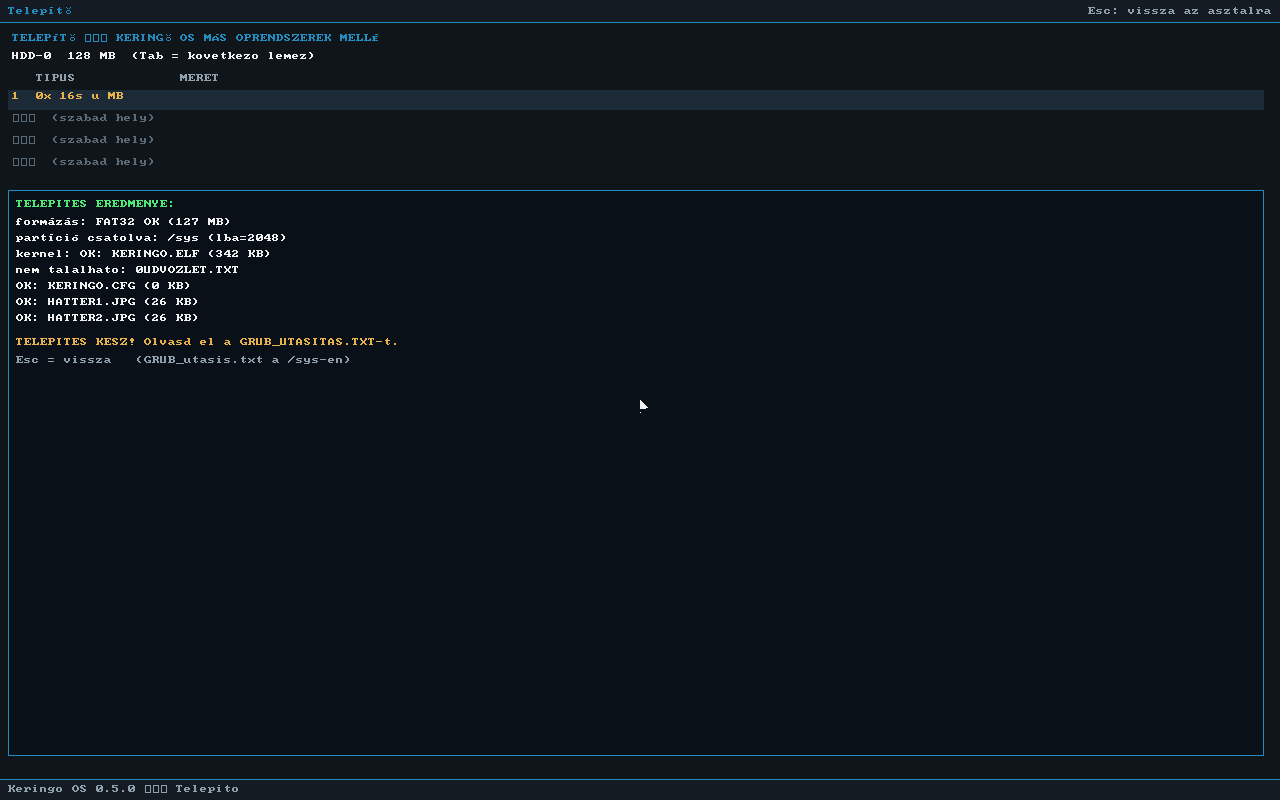 Telepítő
Esc: vissza az asztalra
TELEPÍTŐ □□□ KERINGŐ OS MÁS OPRENDSZEREK MELLÉ
HDD-0  128 MB  (Tab = kovetkezo lemez)
TIPUS  MERET
1  0x 16s u MB
□□□  (szabad hely)
□□□  (szabad hely)
□□□  (szabad hely)
TELEPITES EREDMENYE:
formázás: FAT32 OK (127 MB)
partíció csatolva: /sys (lba=2048)
kernel: OK: KERINGO.ELF (342 KB)
nem talalhato: 0UDVOZLET.TXT
OK: KERINGO.CFG (0 KB)
OK: HATTER1.JPG (26 KB)
OK: HATTER2.JPG (26 KB)
TELEPITES KESZ! Olvasd el a GRUB_UTASITAS.TXT-t.
Esc = vissza   (GRUB_utasis.txt a /sys-en)
Keringo OS 0.5.0 □□□ Telepito